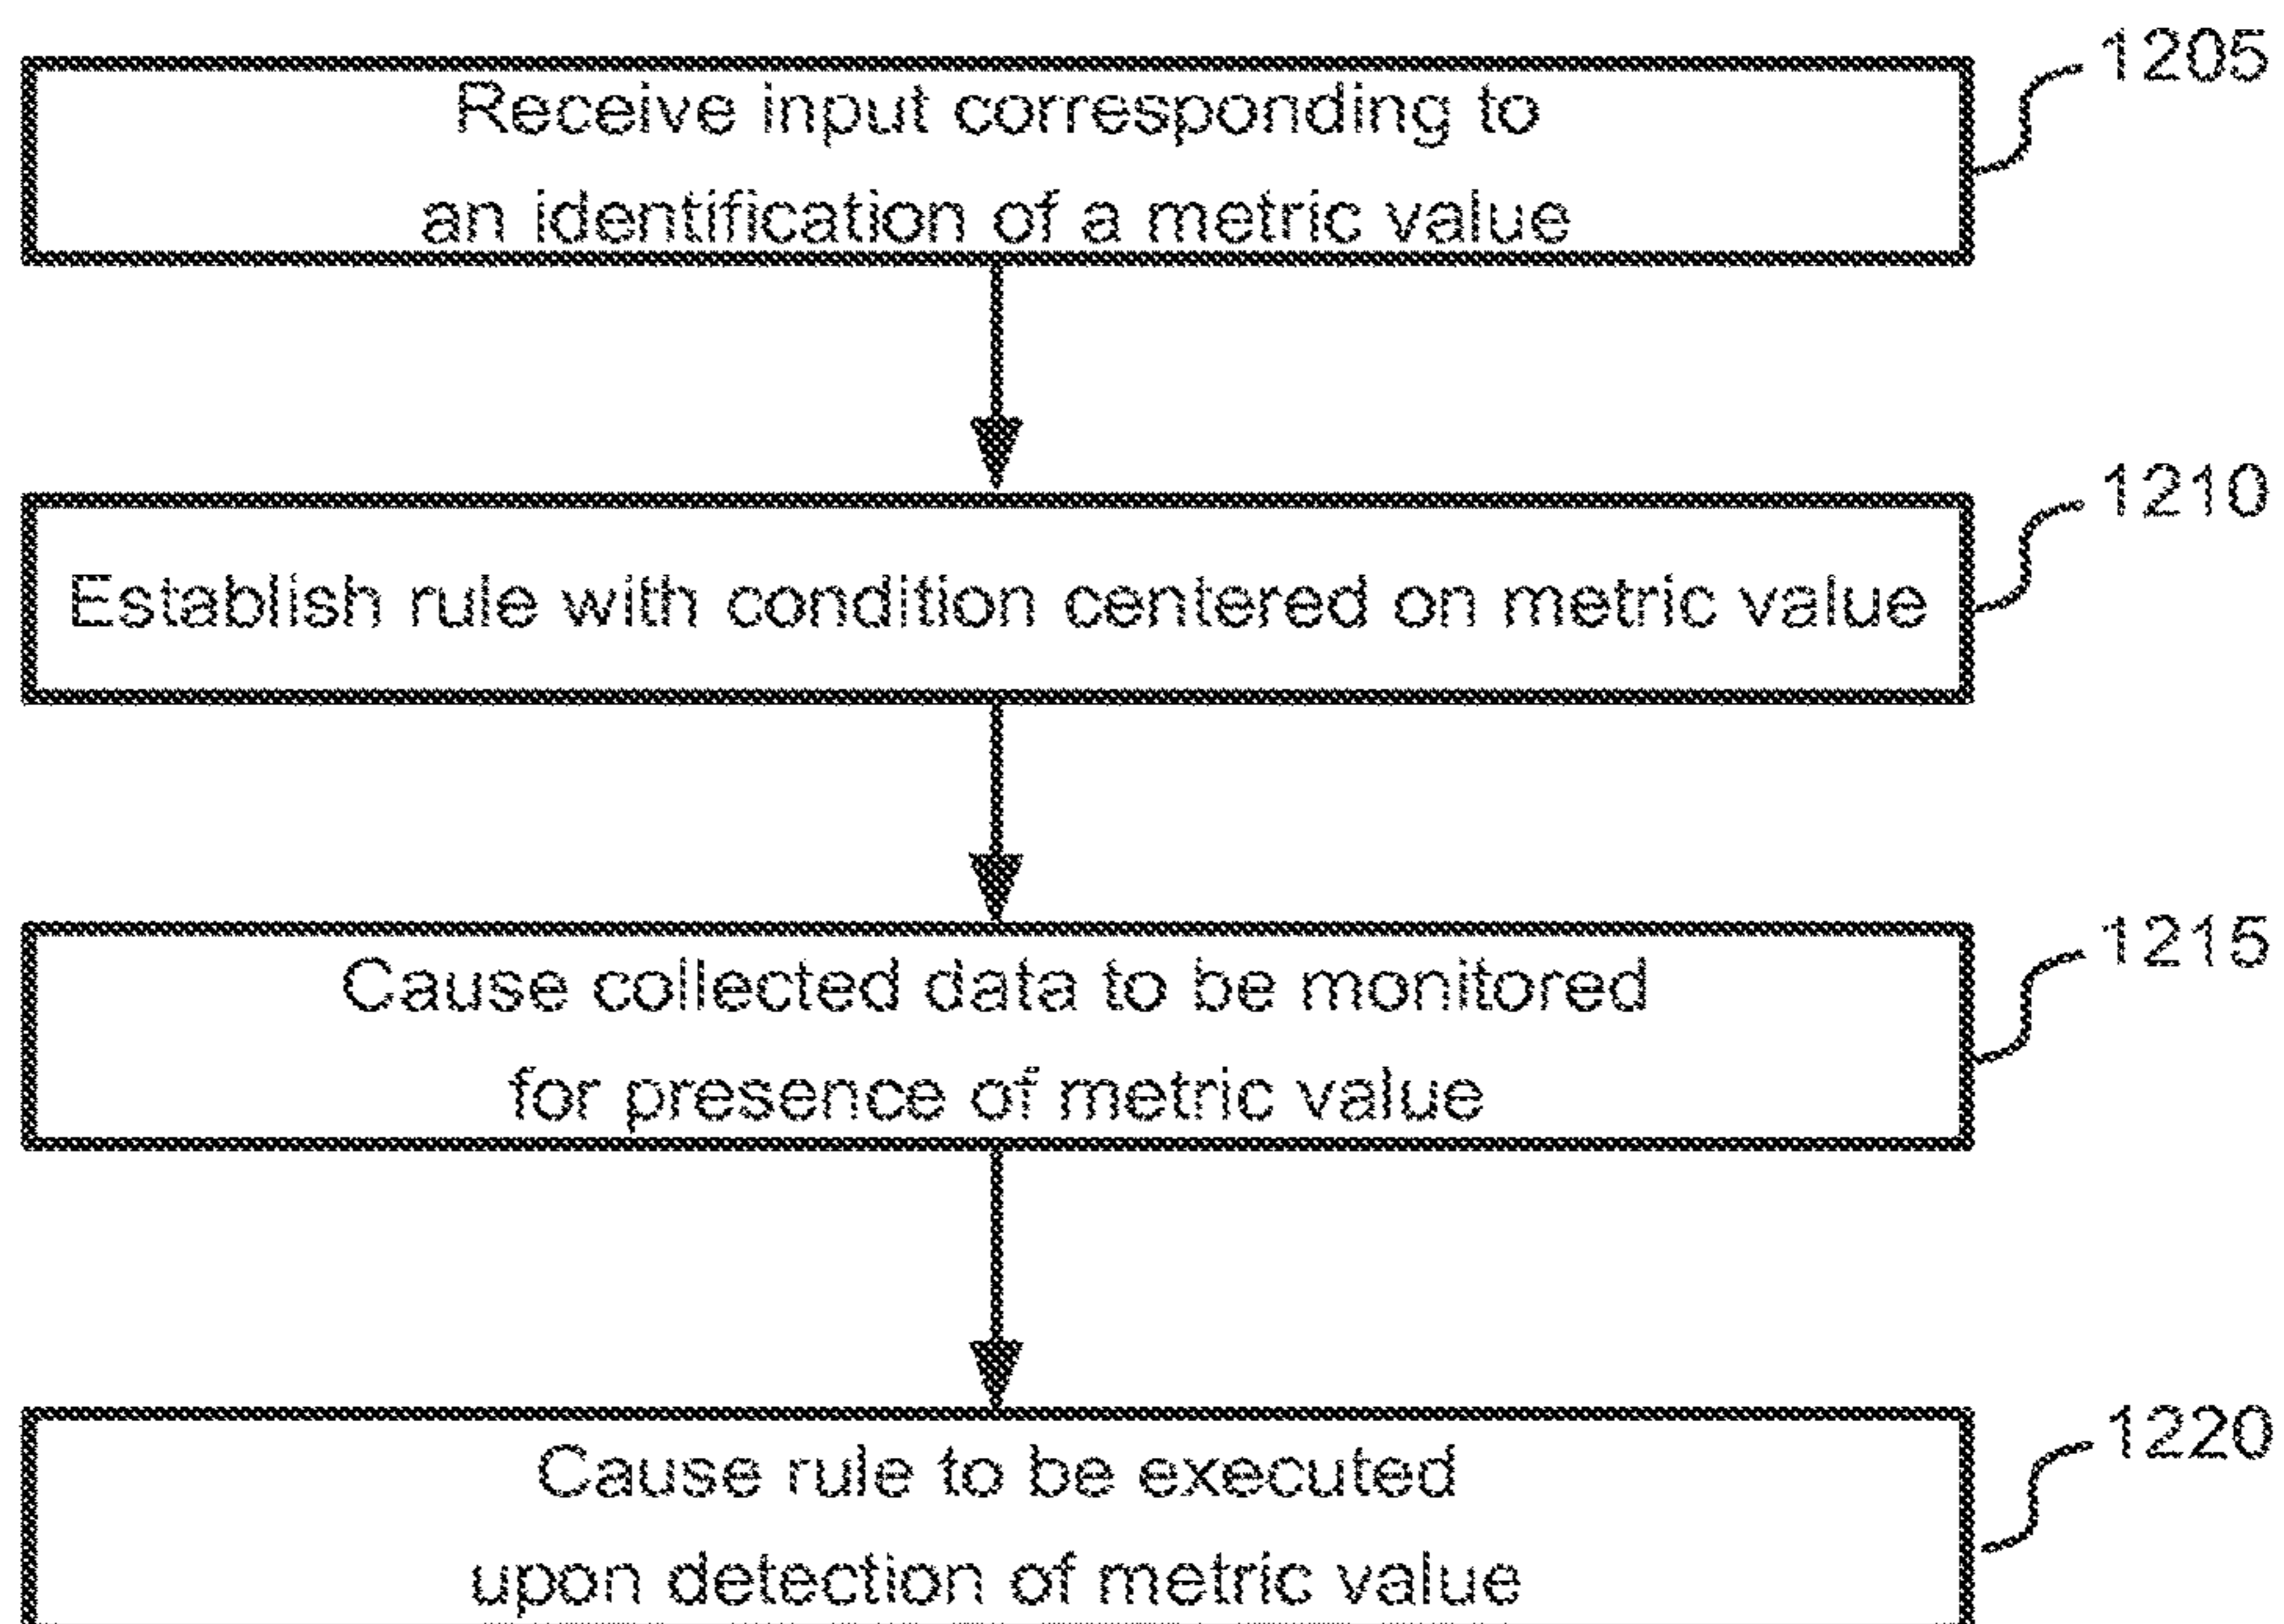 1205
Receive input corresponding to
an identification of a metric value
1210
Establish rule with condition centered on metric value
1215
Cause collected data to be monitored
for presence of metric value
1220
Cause rule to be executed
upon detection of metric value